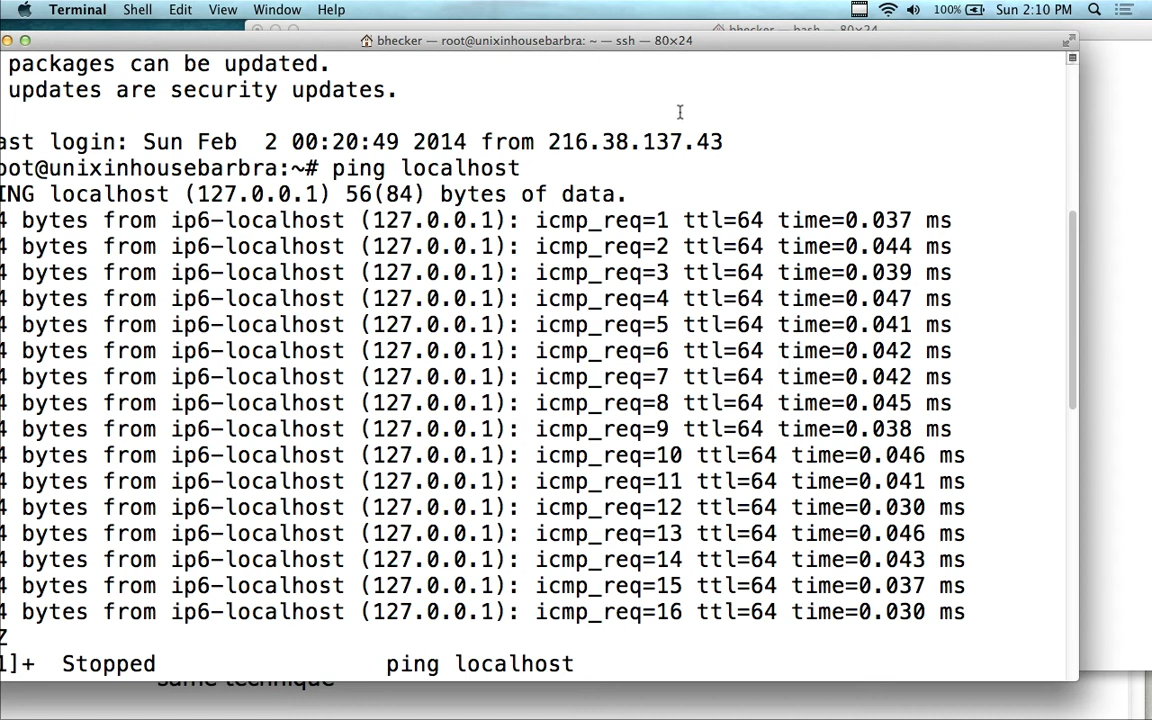 Terminal Shell Edit View Window Help 100% Sun 2:10 PM
bhecker — root@unixinhousebarbra: ~ — ssh — 80×24
bhecker — bash — 80×24
packages can be updated.
updates are security updates.
ast login: Sun Feb  2 00:20:49 2014 from 216.38.137.43
oot@unixinhousebarbra:~# ping localhost
ING localhost (127.0.0.1) 56(84) bytes of data.
4 bytes from ip6-localhost (127.0.0.1): icmp_req=1 ttl=64 time=0.037 ms
4 bytes from ip6-localhost (127.0.0.1): icmp_req=2 ttl=64 time=0.044 ms
4 bytes from ip6-localhost (127.0.0.1): icmp_req=3 ttl=64 time=0.039 ms
4 bytes from ip6-localhost (127.0.0.1): icmp_req=4 ttl=64 time=0.047 ms
4 bytes from ip6-localhost (127.0.0.1): icmp_req=5 ttl=64 time=0.041 ms
4 bytes from ip6-localhost (127.0.0.1): icmp_req=6 ttl=64 time=0.042 ms
4 bytes from ip6-localhost (127.0.0.1): icmp_req=7 ttl=64 time=0.042 ms
4 bytes from ip6-localhost (127.0.0.1): icmp_req=8 ttl=64 time=0.045 ms
4 bytes from ip6-localhost (127.0.0.1): icmp_req=9 ttl=64 time=0.038 ms
4 bytes from ip6-localhost (127.0.0.1): icmp_req=10 ttl=64 time=0.046 ms
4 bytes from ip6-localhost (127.0.0.1): icmp_req=11 ttl=64 time=0.041 ms
4 bytes from ip6-localhost (127.0.0.1): icmp_req=12 ttl=64 time=0.030 ms
4 bytes from ip6-localhost (127.0.0.1): icmp_req=13 ttl=64 time=0.046 ms
4 bytes from ip6-localhost (127.0.0.1): icmp_req=14 ttl=64 time=0.043 ms
4 bytes from ip6-localhost (127.0.0.1): icmp_req=15 ttl=64 time=0.037 ms
4 bytes from ip6-localhost (127.0.0.1): icmp_req=16 ttl=64 time=0.030 ms
Z
1]+  Stopped                 ping localhost
same technique